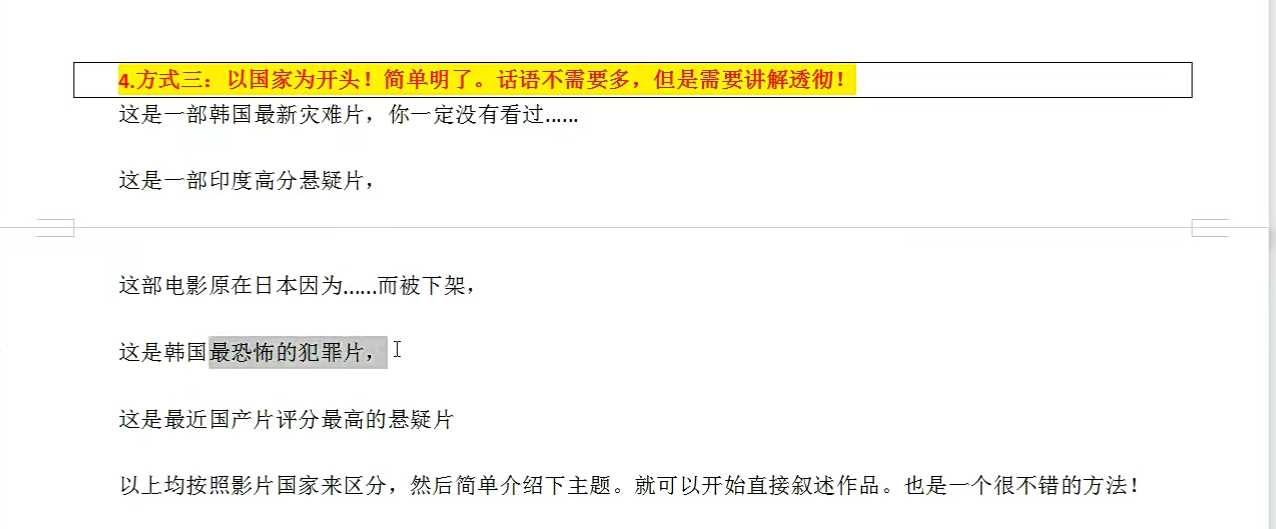 4.方式三：以国家为开头！简单明了。话语不需要多，但是需要讲解透彻！
这是一部韩国最新灾难片，你一定没有看过……
这是一部印度高分悬疑片，
这部电影原在日本因为……而被下架，
这是韩国最恐怖的犯罪片，
这是最近国产片评分最高的悬疑片
以上均按照影片国家来区分，然后简单介绍下主题。就可以开始直接叙述作品。也是一个很不错的方法！